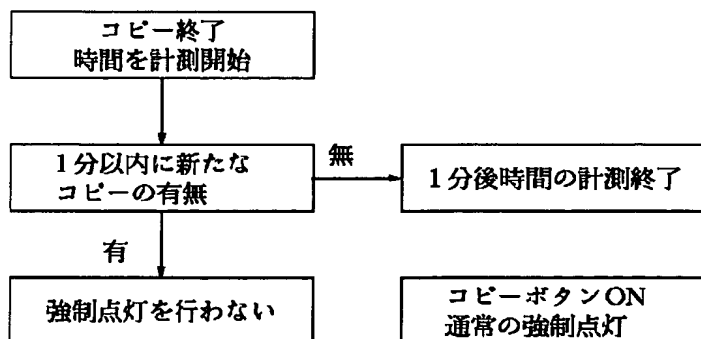 コピー終了
時間を計測開始
1分以内に新たな
コピーの有無
無
1分後時間の計測終了
有
強制点灯を行わない
コピーボタンON
通常の強制点灯